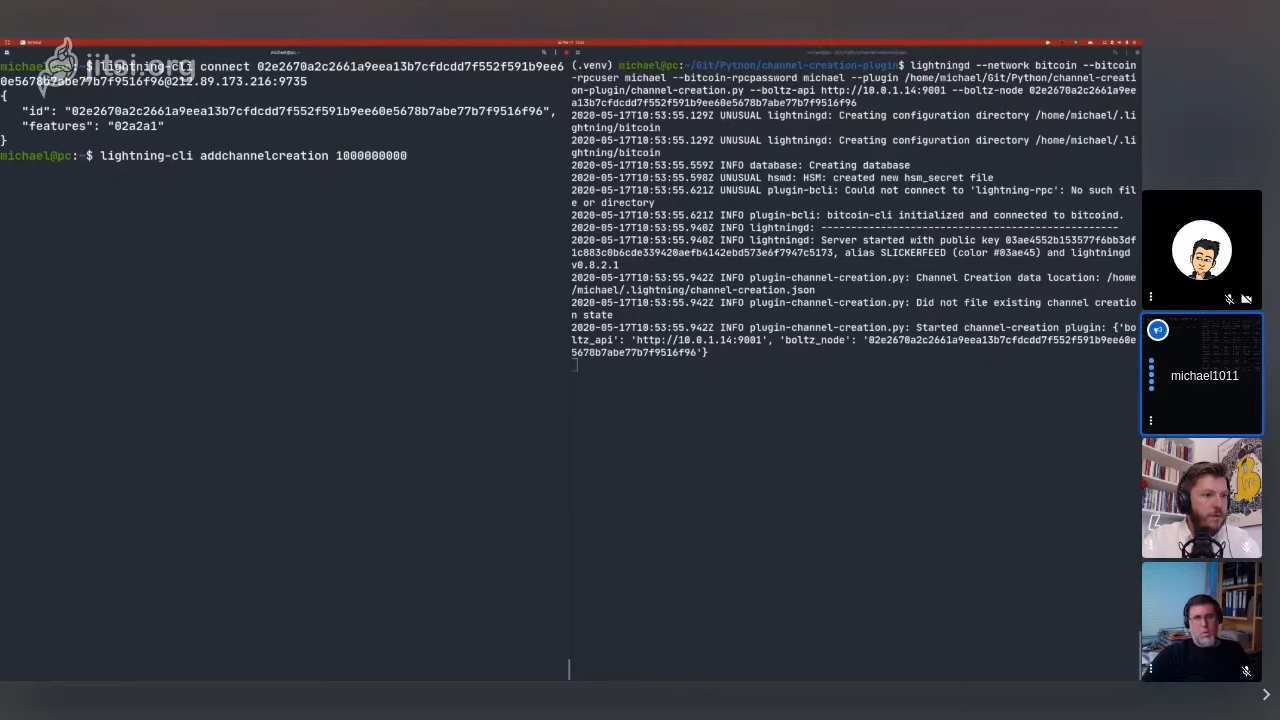 jitsi.org
michael@pc:~$ lightning-cli connect 02e2670a2c2661a9eea13b7cfdcdd7f552f591b9ee6
0e5678b7abe77b7f9516f96@212.89.173.216:9735
{
"id": "02e2670a2c2661a9eea13b7cfdcdd7f552f591b9ee60e5678b7abe77b7f9516f96",
"features": "02a2a1"
}
michael@pc:~$ lightning-cli addchannelcreation 1000000000
(.venv) michael@pc:~/Git/Python/channel-creation-plugin$ lightningd --network bitcoin --bitcoin
-rpcuser michael --bitcoin-rpcpassword michael --plugin /home/michael/Git/Python/channel-creati
on-plugin/channel-creation.py --boltz-api http://10.0.1.14:9001 --boltz-node 02e2670a2c2661a9ee
a13b7cfdcdd7f552f591b9ee60e5678b7abe77b7f9516f96
2020-05-17T10:53:55.129Z UNUSUAL lightningd: Creating configuration directory /home/michael/.li
ghtning/bitcoin
2020-05-17T10:53:55.129Z UNUSUAL lightningd: Creating configuration directory /home/michael/.li
ghtning/bitcoin
2020-05-17T10:53:55.559Z INFO database: Creating database
2020-05-17T10:53:55.598Z UNUSUAL hsmd: HSM: created new hsm_secret file
2020-05-17T10:53:55.621Z UNUSUAL plugin-bcli: Could not connect to 'lightning-rpc': No such fil
e or directory
2020-05-17T10:53:55.621Z INFO plugin-bcli: bitcoin-cli initialized and connected to bitcoind.
2020-05-17T10:53:55.940Z INFO lightningd: ------------------------------------------------
2020-05-17T10:53:55.940Z INFO lightningd: Server started with public key 03ae4552b153577f6bb3df
1c883c0b6cde339420aefb4142ebd573e6f7947c5173, alias SLICKERFEED (color #03ae45) and lightningd
v0.8.2.1
2020-05-17T10:53:55.942Z INFO plugin-channel-creation.py: Channel Creation data location: /home
/michael/.lightning/channel-creation.json
2020-05-17T10:53:55.942Z INFO plugin-channel-creation.py: Did not file existing channel creatio
n state
2020-05-17T10:53:55.942Z INFO plugin-channel-creation.py: Started channel-creation plugin: {'bo
ltz_api': 'http://10.0.1.14:9001', 'boltz_node': '02e2670a2c2661a9eea13b7cfdcdd7f552f591b9ee60e
5678b7abe77b7f9516f96'}
michael1011